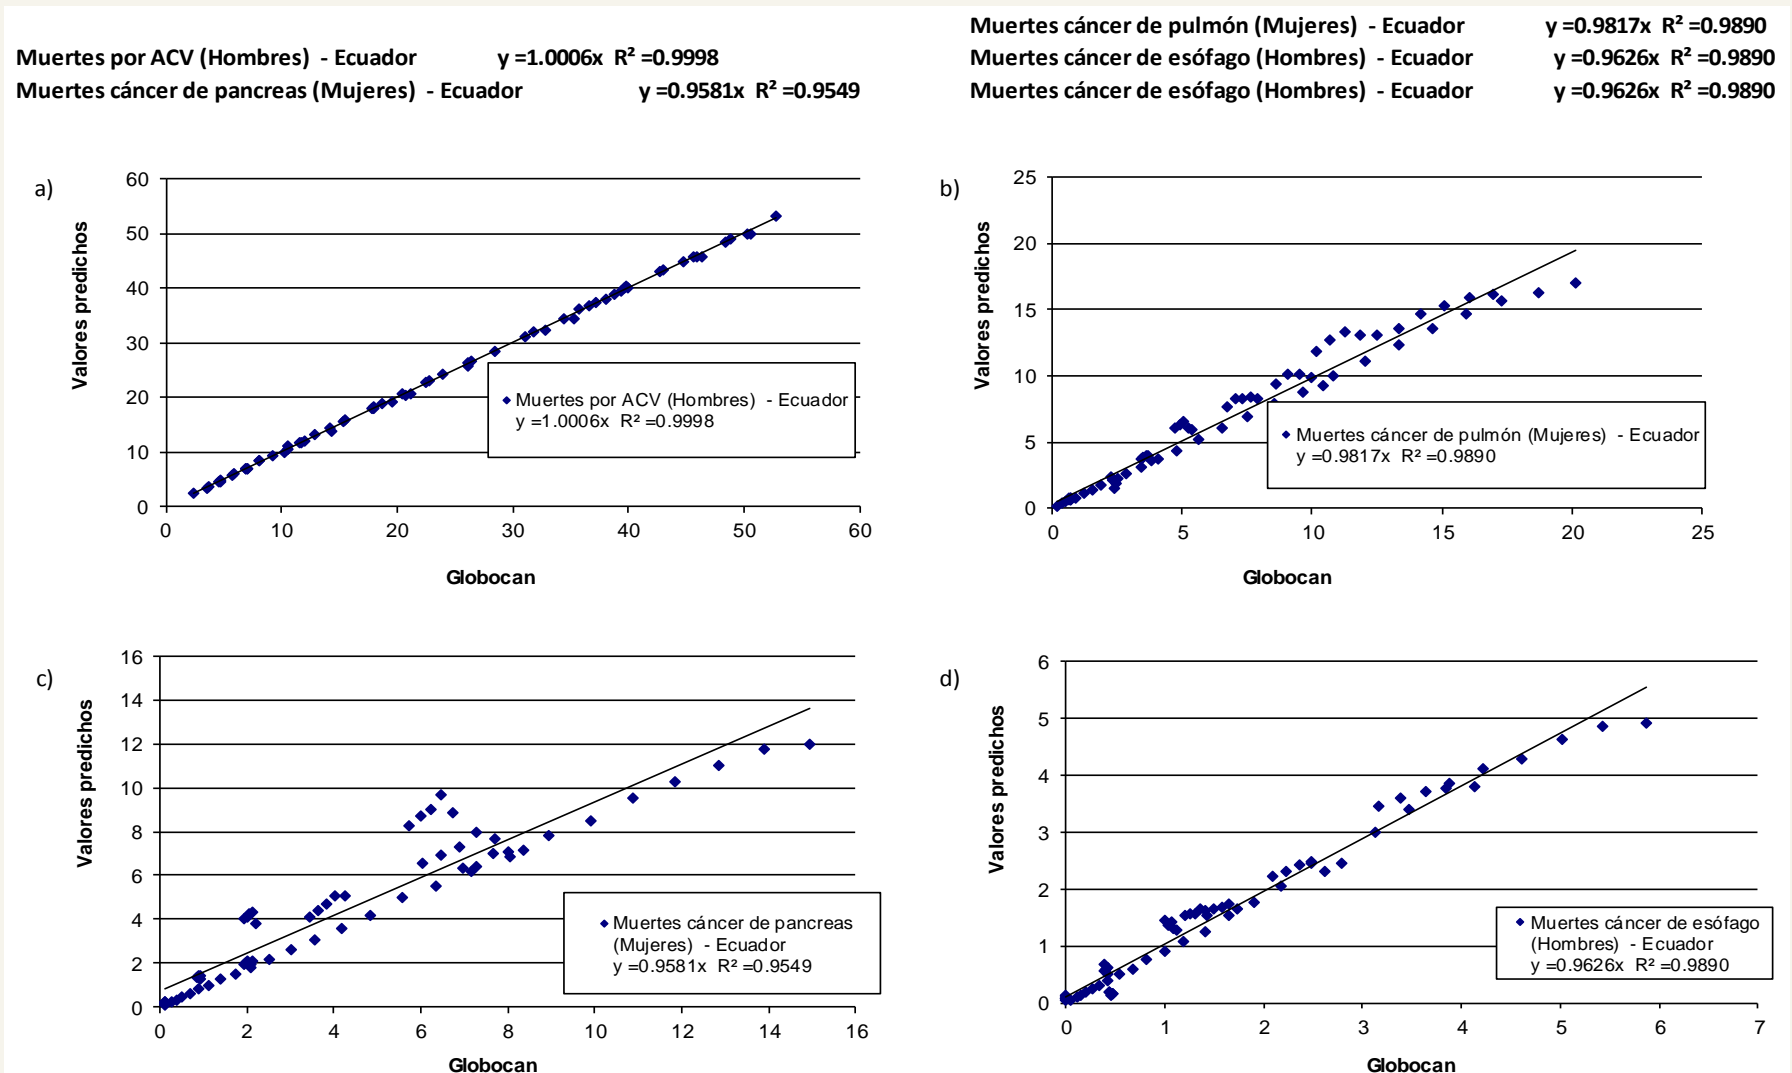 Muertes por ACV (Hombres) - Ecuador y =1.0006x R² =0.9998
Muertes cáncer de pancreas (Mujeres) - Ecuador y =0.9581x R² =0.9549
Muertes cáncer de pulmón (Mujeres) - Ecuador y =0.9817x R² =0.9890
Muertes cáncer de esófago (Hombres) - Ecuador y =0.9626x R² =0.9890
Muertes cáncer de esófago (Hombres) - Ecuador y =0.9626x R² =0.9890
a)
Valores predichos
60
50
40
30
20
10
0
0 10 20 30 40 50 60
Globocan
Muertes por ACV (Hombres) - Ecuador
y =1.0006x R² =0.9998
b)
Valores predichos
25
20
15
10
5
0
0 5 10 15 20 25
Globocan
Muertes cáncer de pulmón (Mujeres) - Ecuador
y =0.9817x R² =0.9890
c)
Valores predichos
16
14
12
10
8
6
4
2
0
0 2 4 6 8 10 12 14 16
Globocan
Muertes cáncer de pancreas
(Mujeres) - Ecuador
y =0.9581x R² =0.9549
d)
Valores predichos
6
5
4
3
2
1
0
0 1 2 3 4 5 6 7
Globocan
Muertes cáncer de esófago
(Hombres) - Ecuador
y =0.9626x R² =0.9890